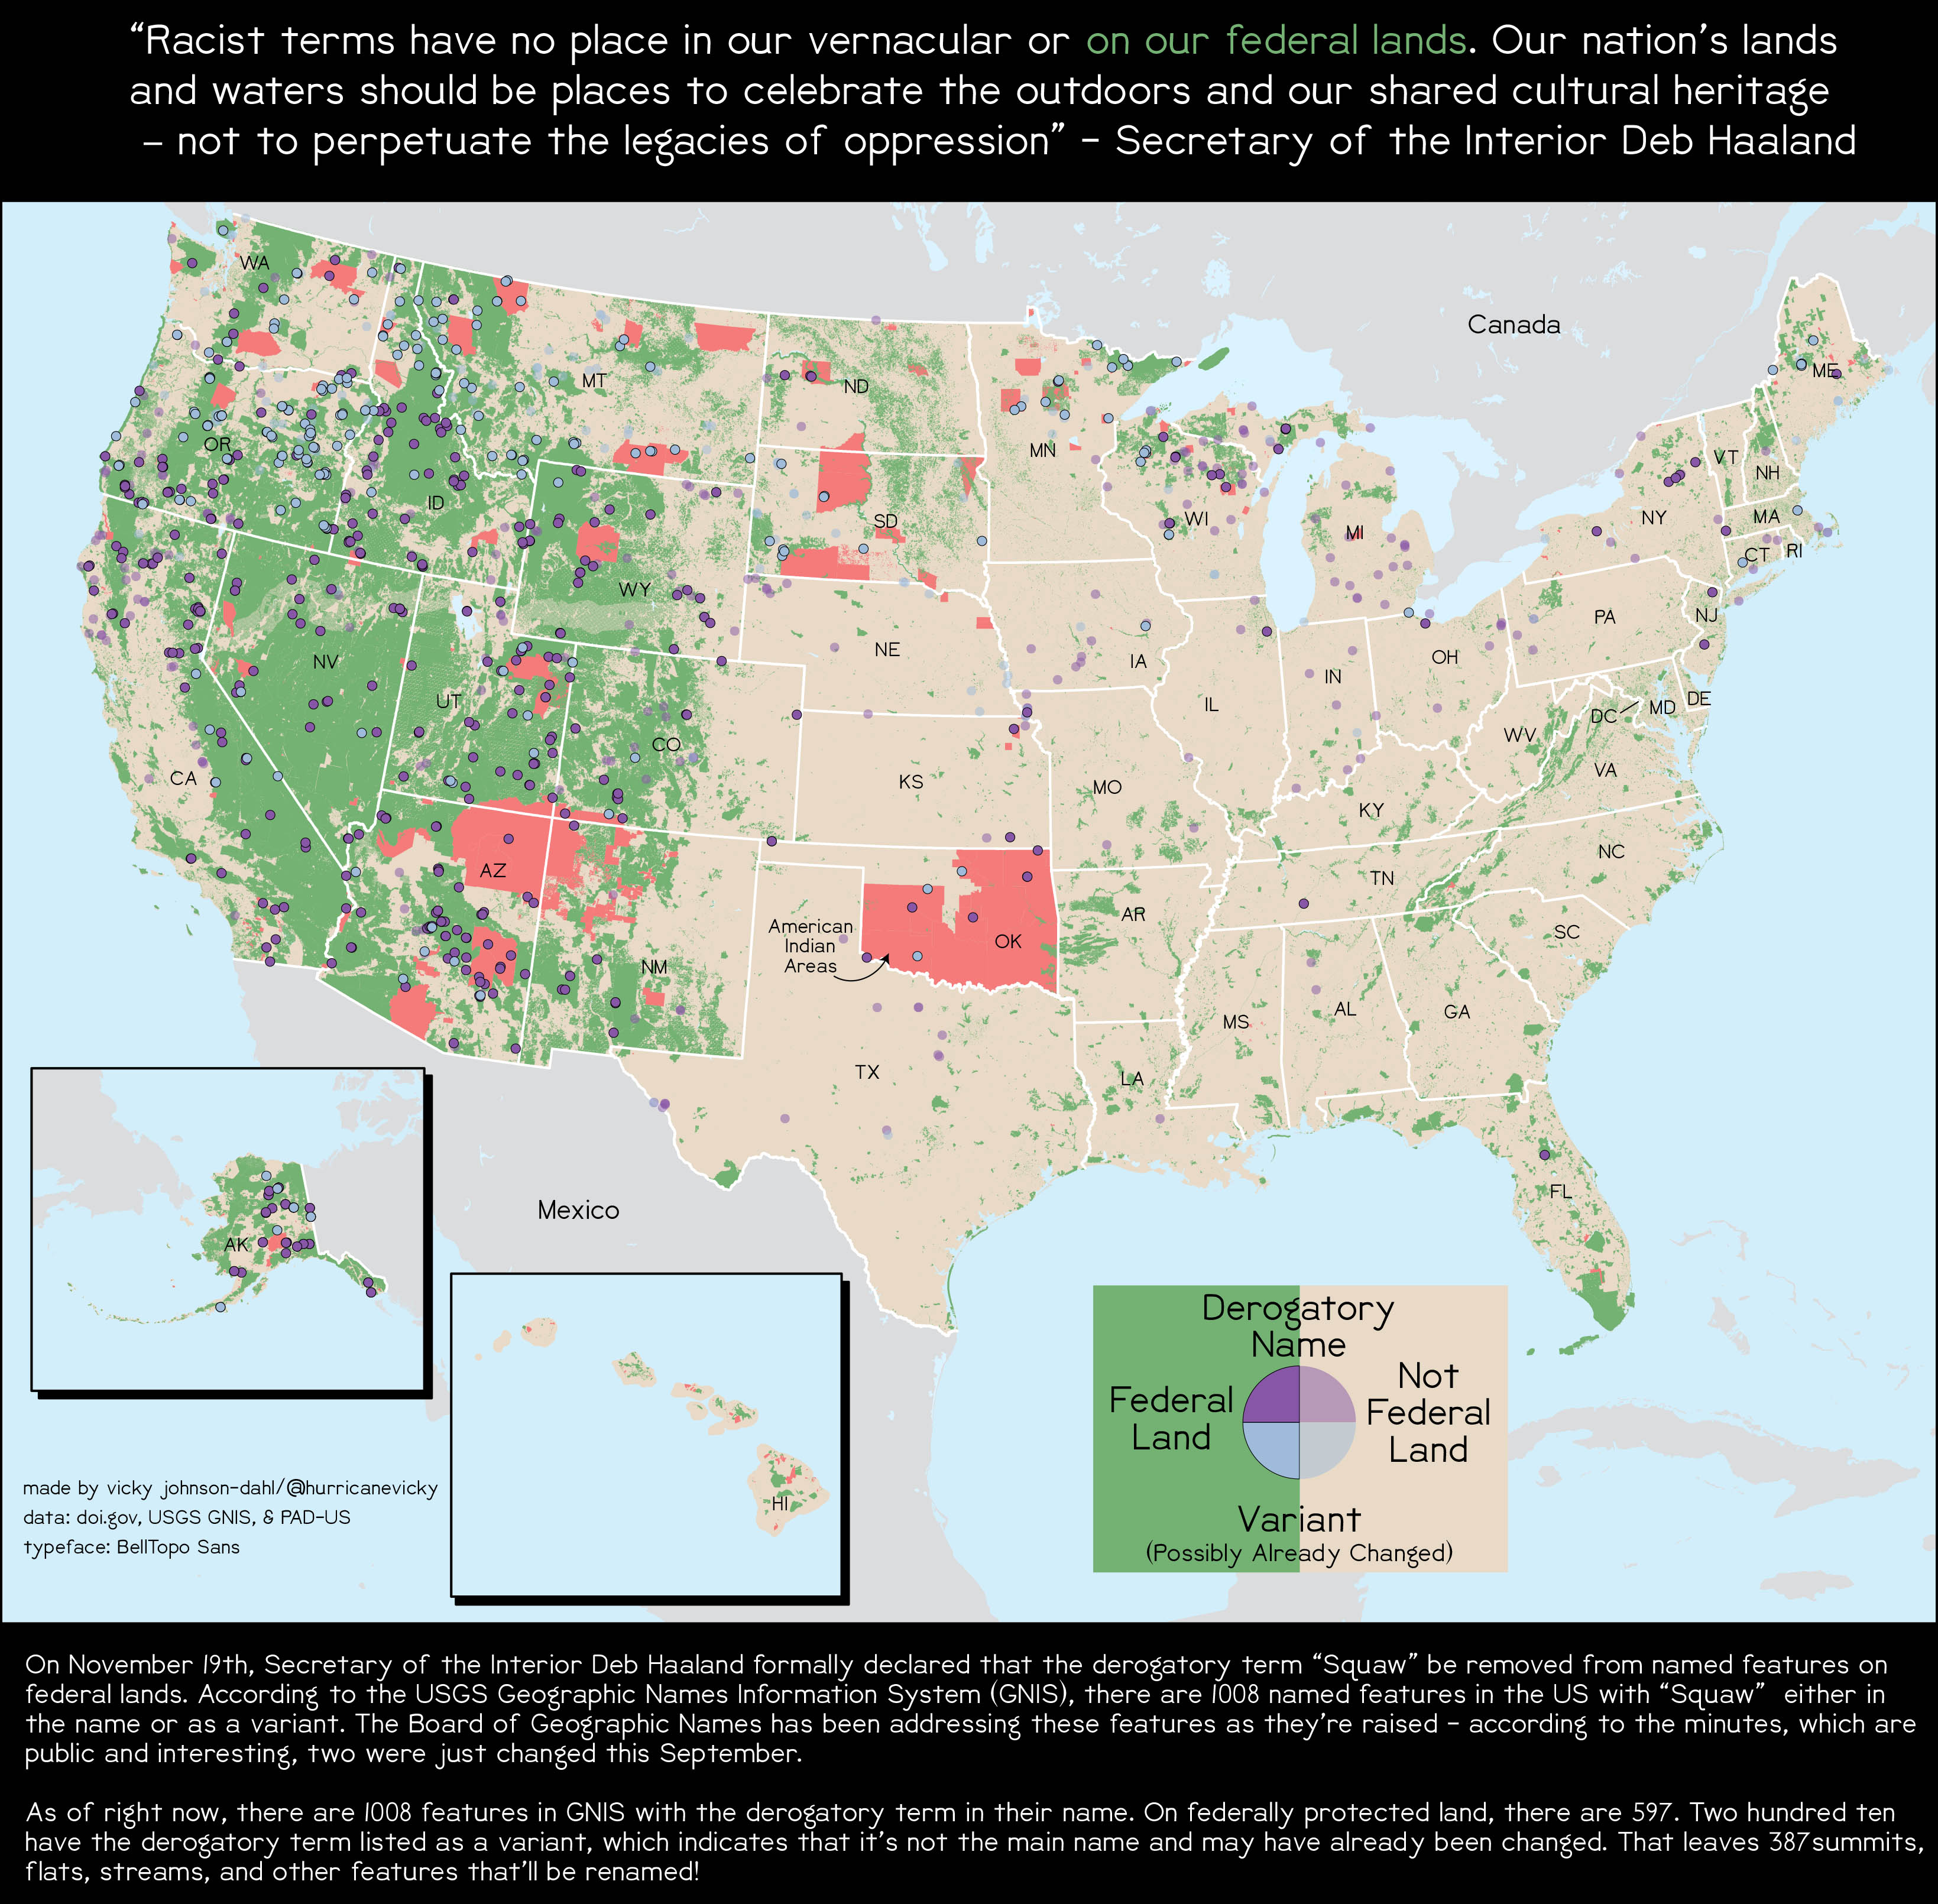 “Racist terms have no place in our vernacular or on our federal lands. Our nation’s lands
and waters should be places to celebrate the outdoors and our shared cultural heritage
– not to perpetuate the legacies of oppression” – Secretary of the Interior Deb Haaland
Canada
WA
MT
ND
MN
ME
OR
ID
SD
WI
MI
VT
NH
NY
MA
CT
RI
WY
NE
IA
PA
NJ
NV
UT
CO
IL
IN
OH
DC
MD
DE
WV
VA
CA
KS
MO
KY
AZ
NM
American
Indian
Areas
OK
AR
TN
NC
SC
TX
LA
MS
AL
GA
FL
Mexico
AK
HI
Derogatory
Name
Federal
Land
Not
Federal
Land
Variant
(Possibly Already Changed)
made by vicky johnson-dahl/@hurricanevicky
data: doi.gov, USGS GNIS, & PAD-US
typeface: BellTopo Sans
On November 19th, Secretary of the Interior Deb Haaland formally declared that the derogatory term “Squaw” be removed from named features on
federal lands. According to the USGS Geographic Names Information System (GNIS), there are 1008 named features in the US with “Squaw”  either in
the name or as a variant. The Board of Geographic Names has been addressing these features as they’re raised – according to the minutes, which are
public and interesting, two were just changed this September.
As of right now, there are 1008 features in GNIS with the derogatory term in their name. On federally protected land, there are 597. Two hundred ten
have the derogatory term listed as a variant, which indicates that it’s not the main name and may have already been changed. That leaves 387summits,
flats, streams, and other features that’ll be renamed!